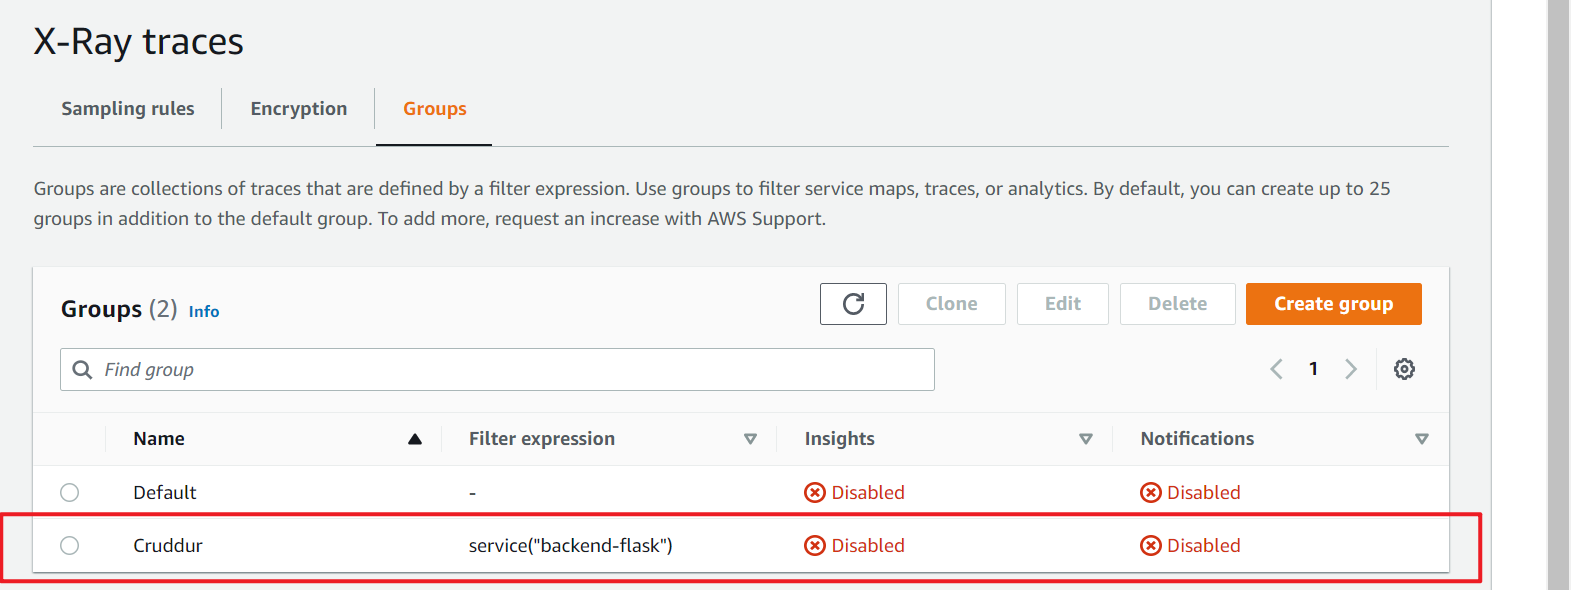 X-Ray traces
Sampling rules
Encryption
Groups
Groups are collections of traces that are defined by a filter expression. Use groups to filter service maps, traces, or analytics. By default, you can create up to 25
groups in addition to the default group. To add more, request an increase with AWS Support.
Groups (2) Info
Clone
Edit
Delete
Create group
Find group
1
Name
Filter expression
Insights
Notifications
Default
-
Disabled
Disabled
Cruddur
service("backend-flask")
Disabled
Disabled